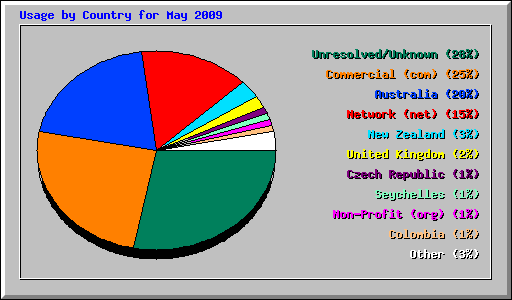 Usage by Country for May 2009
Unresolved/Unknown (28%)
Commercial (com) (25%)
Australia (20%)
Network (net) (15%)
New Zealand (3%)
United Kingdom (2%)
Czech Republic (1%)
Seychelles (1%)
Non-Profit (org) (1%)
Colombia (1%)
Other (3%)